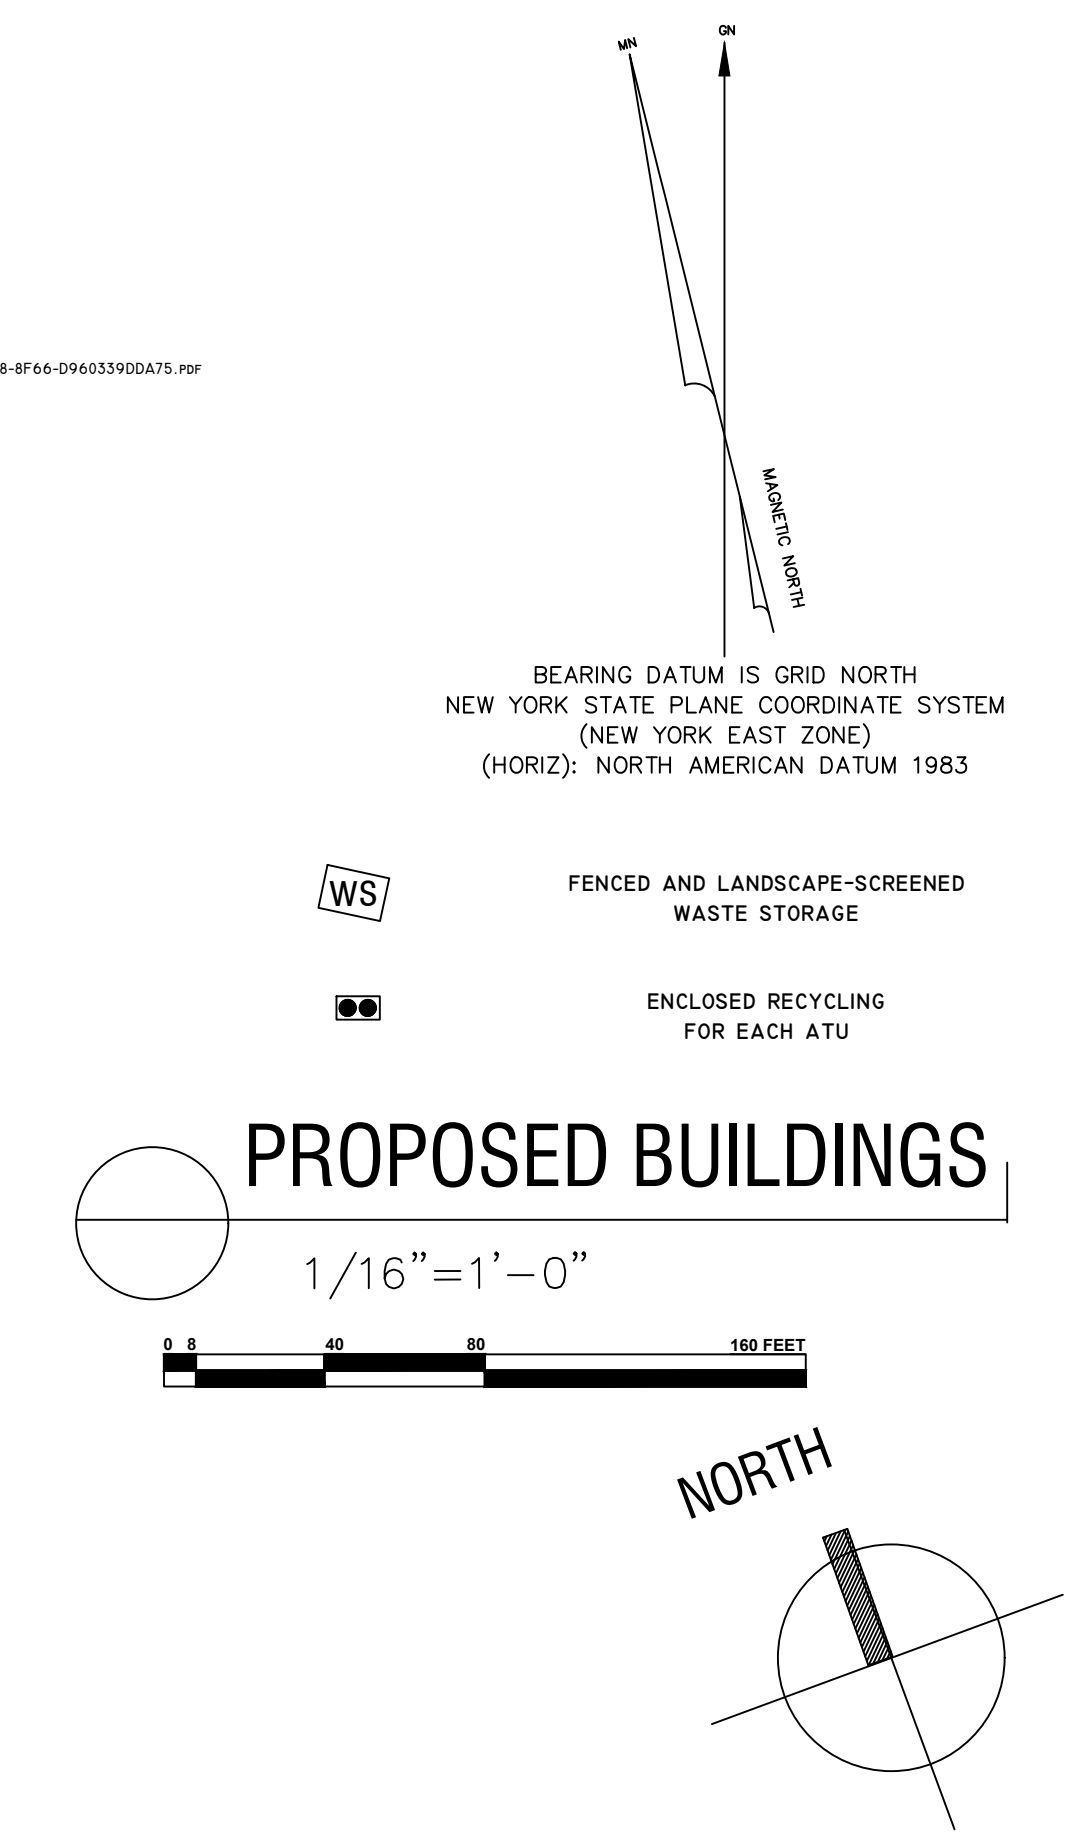 MN
GN
8-8F66-D960339DDA75.PDF
MAGNETIC NORTH
BEARING DATUM IS GRID NORTH
NEW YORK STATE PLANE COORDINATE SYSTEM
(NEW YORK EAST ZONE)
(HORIZ): NORTH AMERICAN DATUM 1983
WS
FENCED AND LANDSCAPE-SCREENED
WASTE STORAGE
ENCLOSED RECYCLING
FOR EACH ATU
PROPOSED BUILDINGS
1/16"=1'-0"
0 8 40 80 160 FEET
NORTH